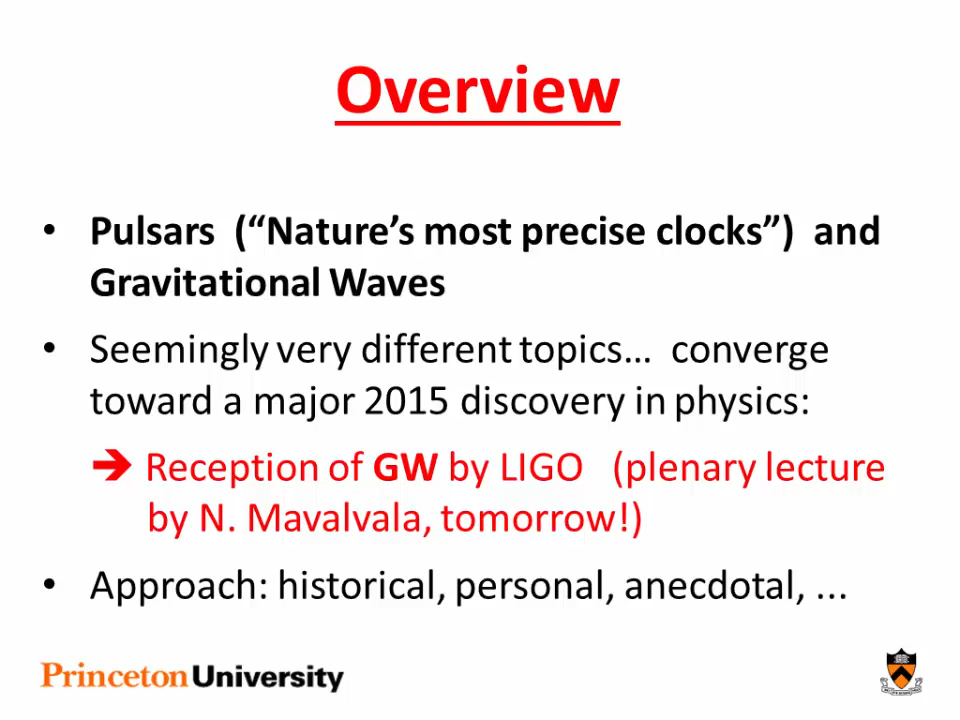 Overview
• Pulsars (“Nature’s most precise clocks”) and
Gravitational Waves
• Seemingly very different topics… converge
toward a major 2015 discovery in physics:
➔ Reception of GW by LIGO (plenary lecture
by N. Mavalvala, tomorrow!)
• Approach: historical, personal, anecdotal, ...
Princeton University